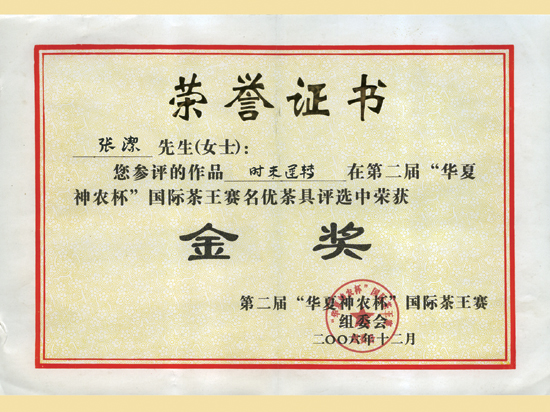 荣誉证书
张潔 先生(女士)：
您参评的作品 时来运转 在第二届“华夏
神农杯”国际茶王赛名优茶具评选中荣获
金奖
第二届“华夏神农杯”国际茶王赛
组委会
二〇〇六年十二月